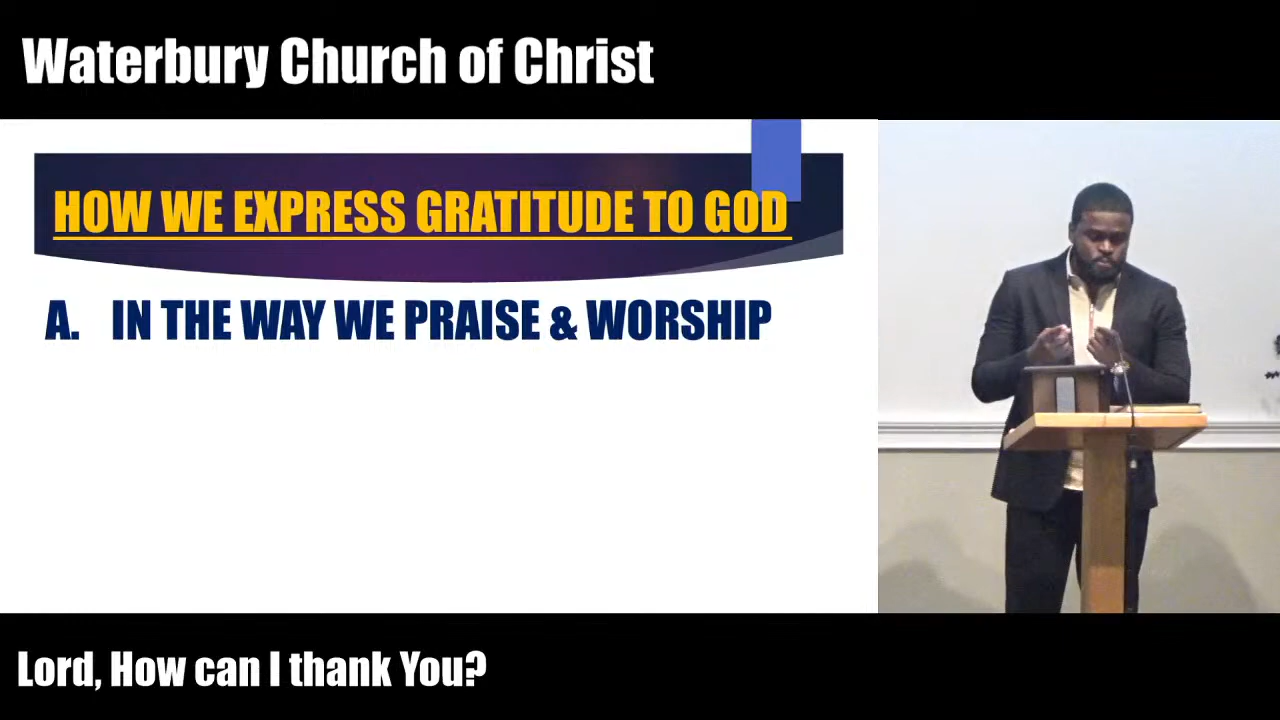 Waterbury Church of Christ
HOW WE EXPRESS GRATITUDE TO GOD
A. IN THE WAY WE PRAISE & WORSHIP
Lord, How can I thank You?